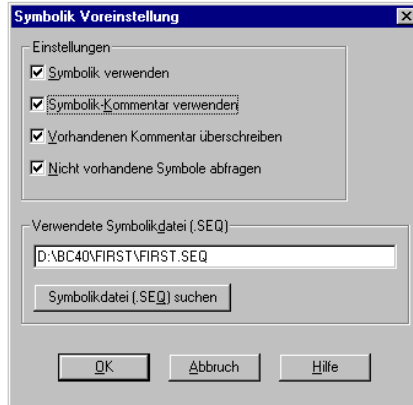 Symbolik Voreinstellung
Einstellungen
Symbolik verwenden
Symbolik-Kommentar verwenden
Vorhandenen Kommentar überschreiben
Nicht vorhandene Symbole abfragen
Verwendete Symbolikdatei (.SEQ)
D:\BC40\FIRST\FIRST.SEQ
Symbolikdatei (.SEQ) suchen
OK Abbruch Hilfe